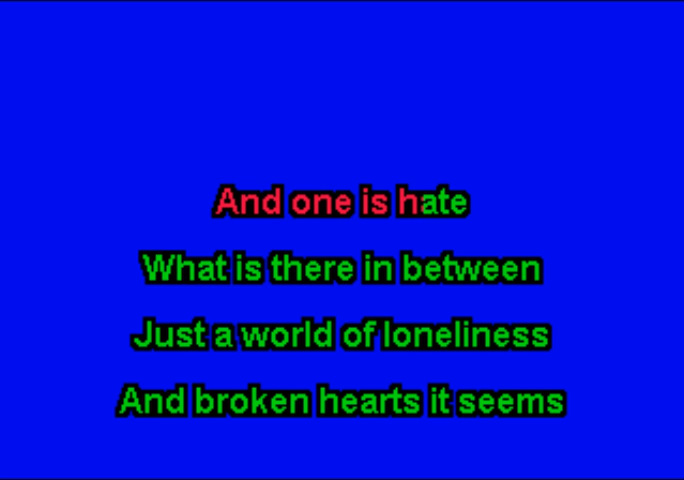 And one is hate
What is there in between
Just a world of loneliness
And broken hearts it seems